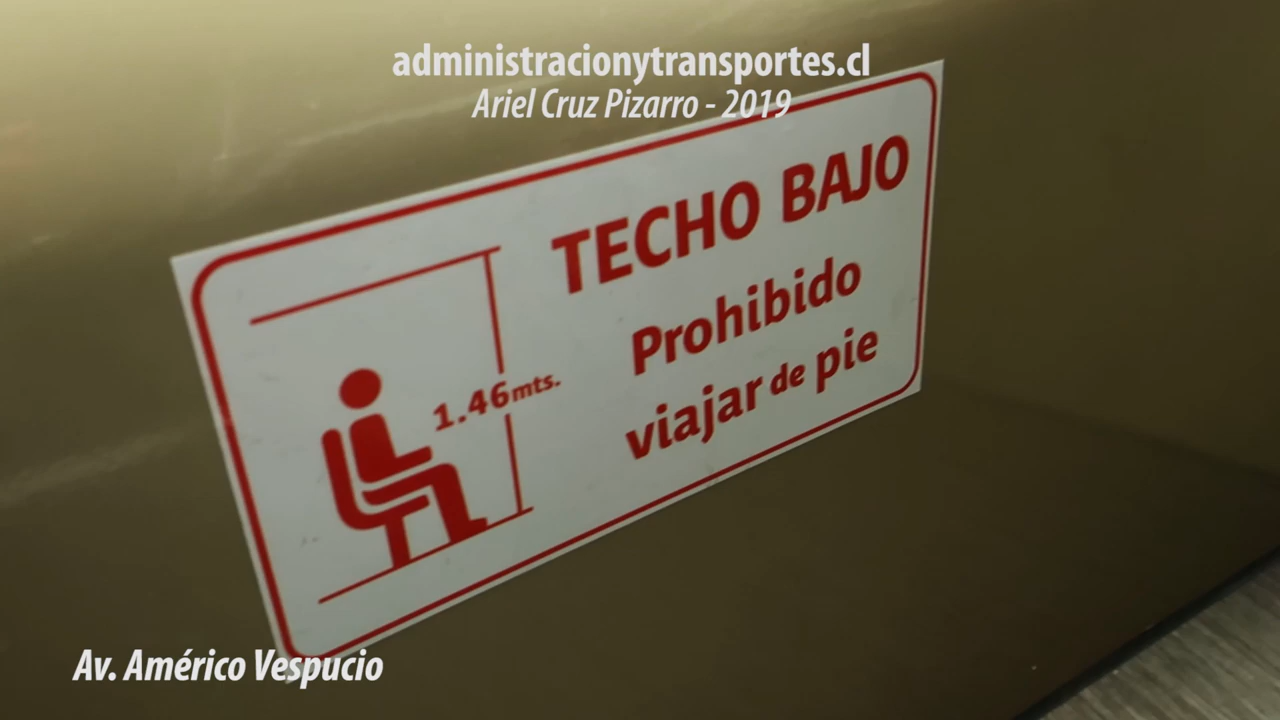 administracionytransportes.cl
Ariel Cruz Pizarro - 2019
TECHO BAJO
Prohibido
viajar de pie
1.46mts.
Av. Américo Vespucio